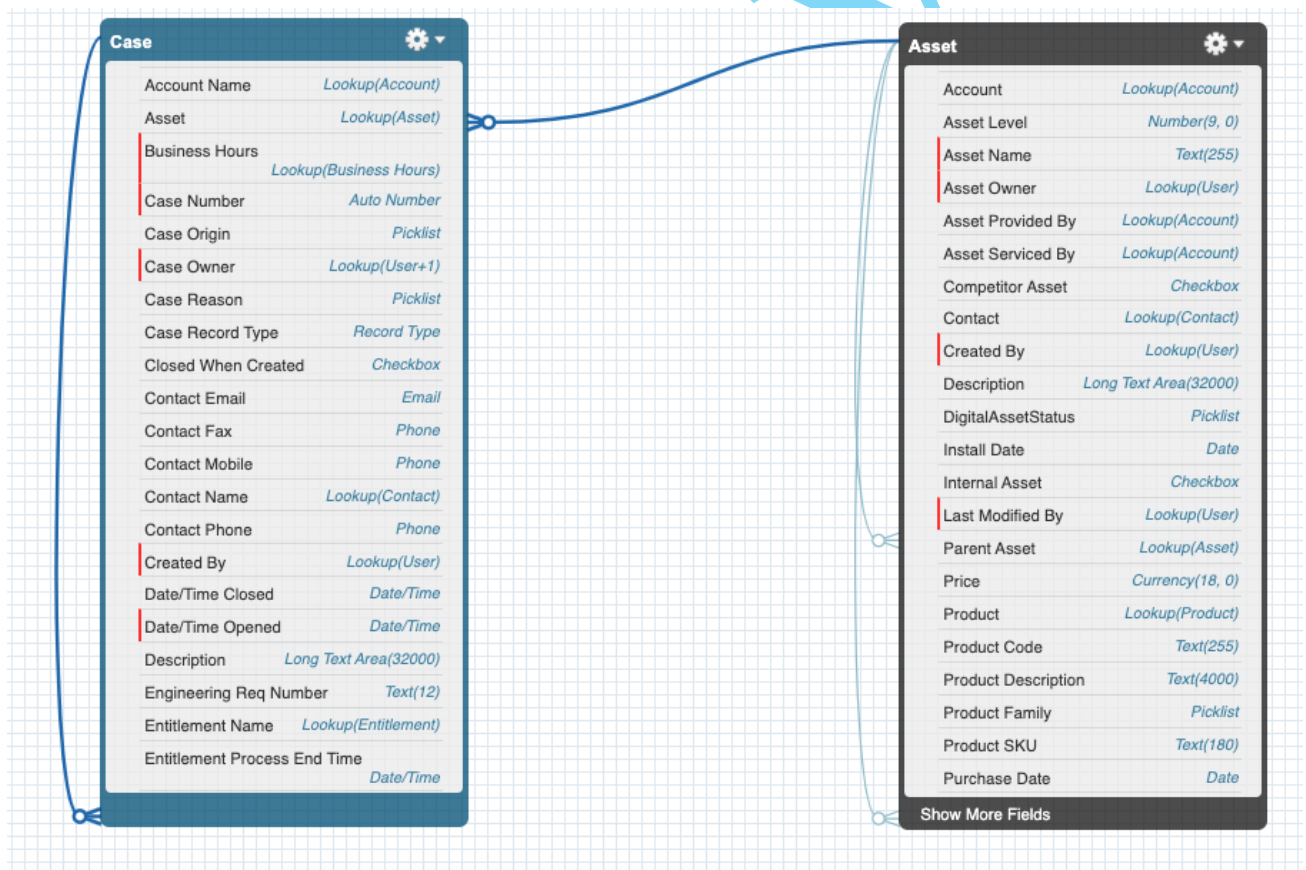 Case
Account Name Lookup(Account)
Asset Lookup(Asset)
Business Hours
Lookup(Business Hours)
Case Number Auto Number
Case Origin Picklist
Case Owner Lookup(User+1)
Case Reason Picklist
Case Record Type Record Type
Closed When Created Checkbox
Contact Email Email
Contact Fax Phone
Contact Mobile Phone
Contact Name Lookup(Contact)
Contact Phone Phone
Created By Lookup(User)
Date/Time Closed Date/Time
Date/Time Opened Date/Time
Description Long Text Area(32000)
Engineering Req Number Text(12)
Entitlement Name Lookup(Entitlement)
Entitlement Process End Time
Date/Time
Asset
Account Lookup(Account)
Asset Level Number(9, 0)
Asset Name Text(255)
Asset Owner Lookup(User)
Asset Provided By Lookup(Account)
Asset Serviced By Lookup(Account)
Competitor Asset Checkbox
Contact Lookup(Contact)
Created By Lookup(User)
Description Long Text Area(32000)
DigitalAssetStatus Picklist
Install Date Date
Internal Asset Checkbox
Last Modified By Lookup(User)
Parent Asset Lookup(Asset)
Price Currency(18, 0)
Product Lookup(Product)
Product Code Text(255)
Product Description Text(4000)
Product Family Picklist
Product SKU Text(180)
Purchase Date Date
Show More Fields